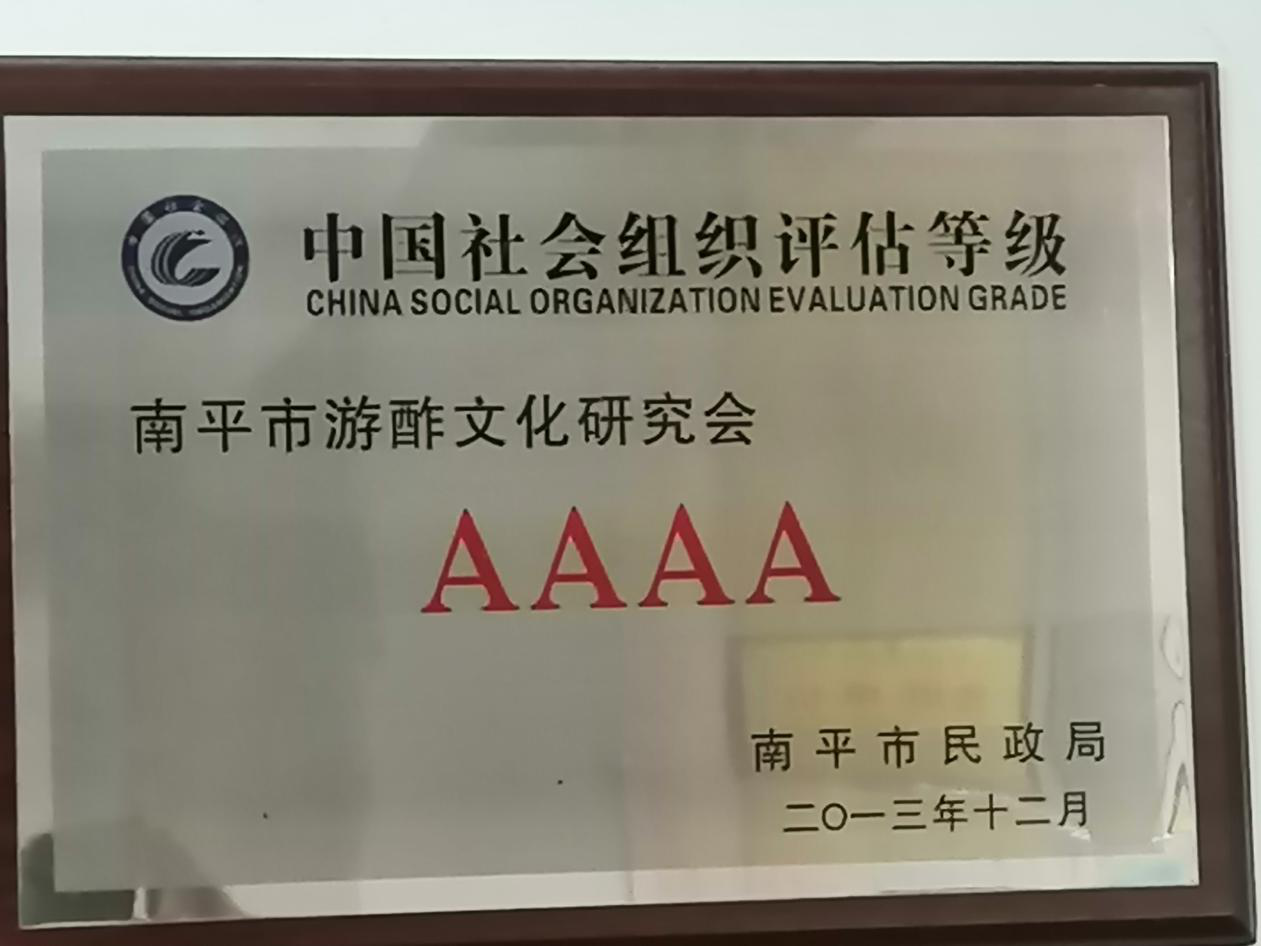 中国社会组织评估等级
CHINA SOCIAL ORGANIZATION EVALUATION GRADE
南平市游酢文化研究会
AAAA
南平市民政局
二〇一三年十二月